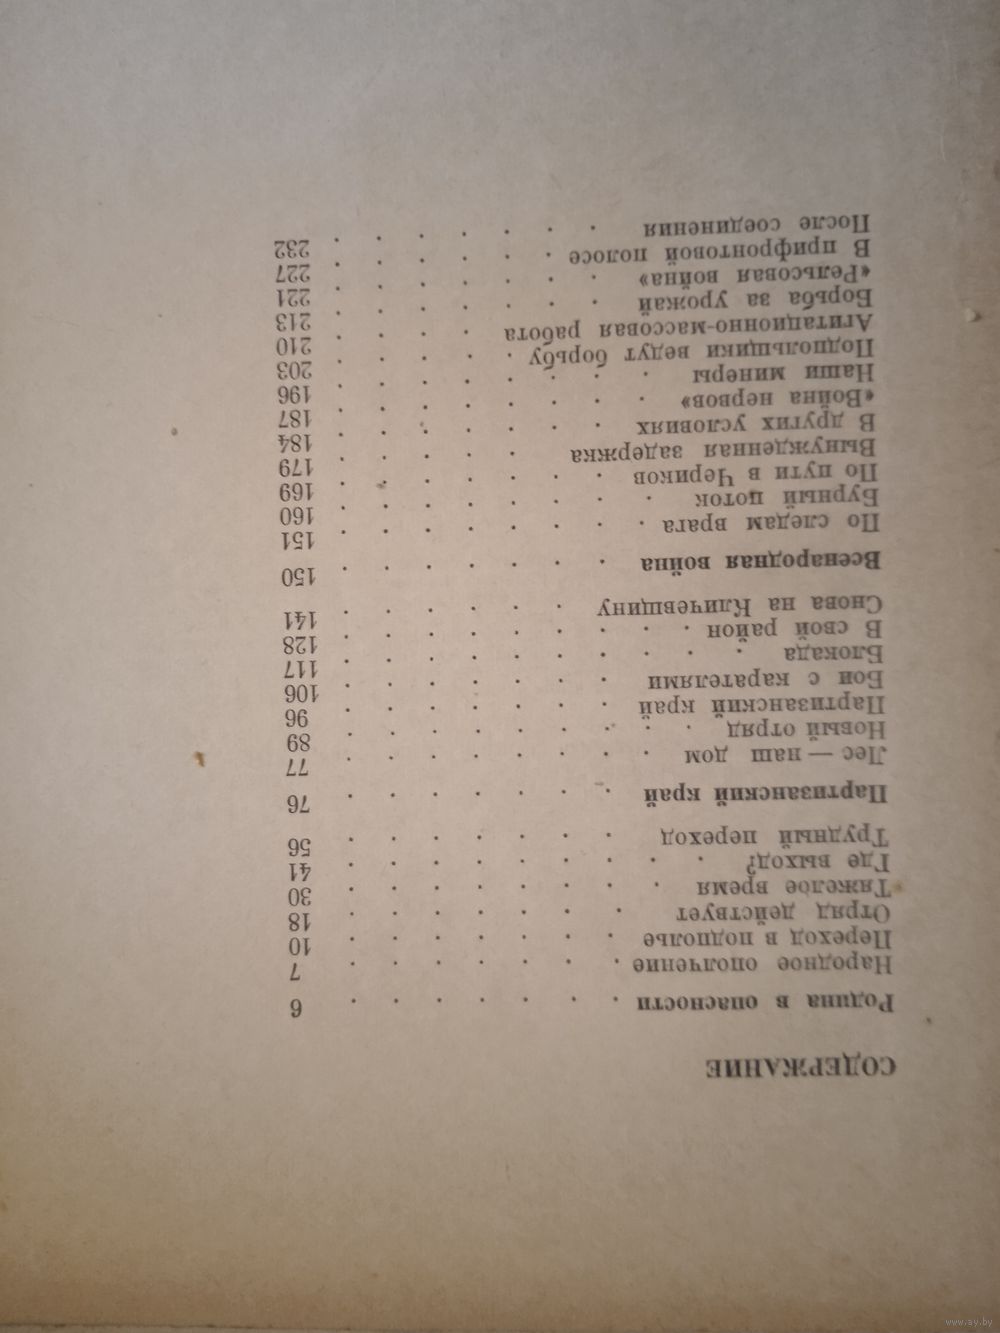 СОДЕРЖАНИЕ
Родина в опасности . . . . . . . 6
Народное ополчение . . . . . . . 7
Переход в подполье . . . . . . . 10
Отряд действует . . . . . . . 18
Тяжелое время . . . . . . . . 30
Где выход? . . . . . . . . . 41
Трудный переход . . . . . . . 56
Партизанский край . . . . . . . 76
Лес — наш дом . . . . . . . . 77
Новый отряд . . . . . . . . . 89
Партизанский край . . . . . . . 96
Бои с карателями . . . . . . . 106
Блокада . . . . . . . . . . 117
В свой район . . . . . . . . . 128
Снова на Кличевщину . . . . . . 141
Всенародная война . . . . . . . 150
По следам врага . . . . . . . . 151
Бурный поток . . . . . . . . 160
По пути в Чериков . . . . . . . 169
Вынужденная задержка . . . . . 179
В других условиях . . . . . . . 184
«Война нервов» . . . . . . . . 187
Наши минеры . . . . . . . . 196
Подпольщики ведут борьбу . . . . . 203
Агитационно-массовая работа . . . . 210
Борьба за урожай . . . . . . . 213
«Рельсовая война» . . . . . . . 221
В прифронтовой полосе . . . . . . 227
После соединения . . . . . . . 232
www.ay.by